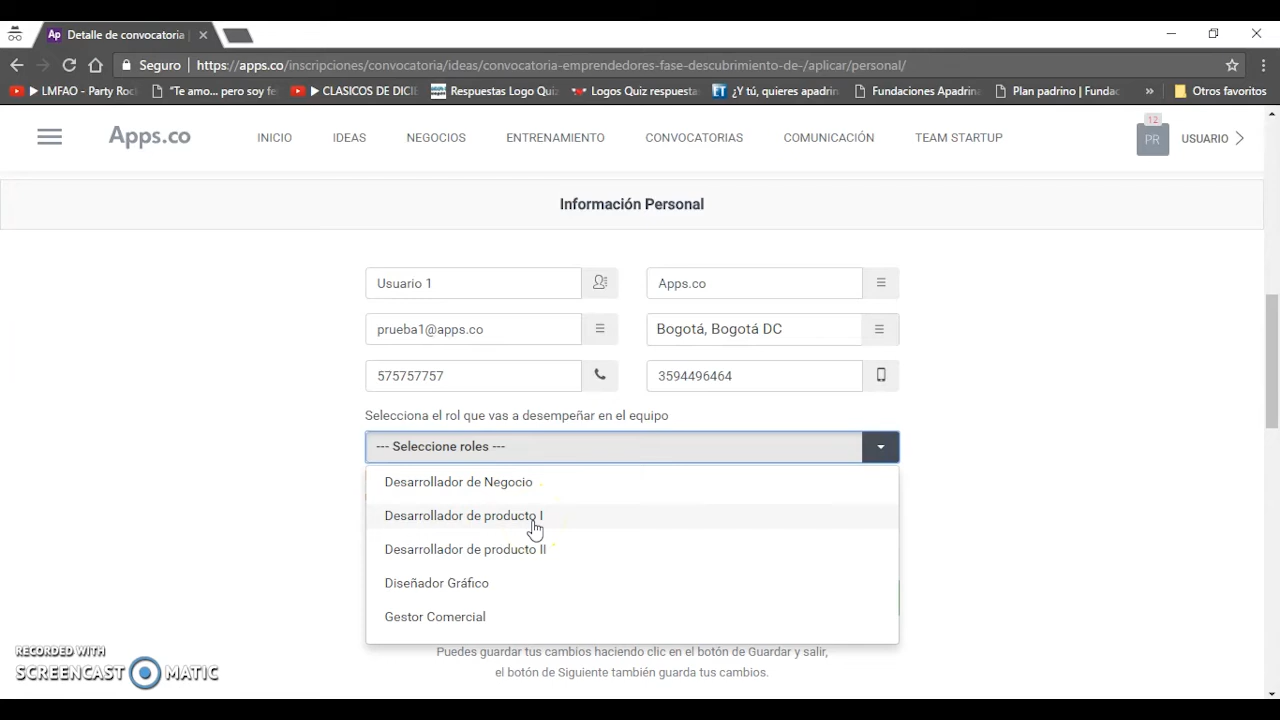 Detalle de convocatoria |
Seguro
https://apps.co/inscripciones/convocatoria/ideas/convocatoria-emprendedores-fase-descubrimiento-de-/aplicar/personal/
LMFAO - Party Roc
"Te amo... pero soy fe
CLASICOS DE DICIE
Respuestas Logo Quiz
Logos Quiz respuesta
ET ¿Y tú, quieres apadrin
Fundaciones Apadrina
Plan padrino | Fundac
»
Otros favoritos
Apps.co
INICIO
IDEAS
NEGOCIOS
ENTRENAMIENTO
CONVOCATORIAS
COMUNICACIÓN
TEAM STARTUP
12
PR
USUARIO
Información Personal
Usuario 1
Apps.co
prueba1@apps.co
Bogotá, Bogotá DC
575757757
3594496464
Selecciona el rol que vas a desempeñar en el equipo
--- Seleccione roles ---
Desarrollador de Negocio
Desarrollador de producto I
Desarrollador de producto II
Diseñador Gráfico
Gestor Comercial
Puedes guardar tus cambios haciendo clic en el botón de Guardar y salir,
el botón de Siguiente también guarda tus cambios.
RECORDED WITH
SCREENCAST MATIC